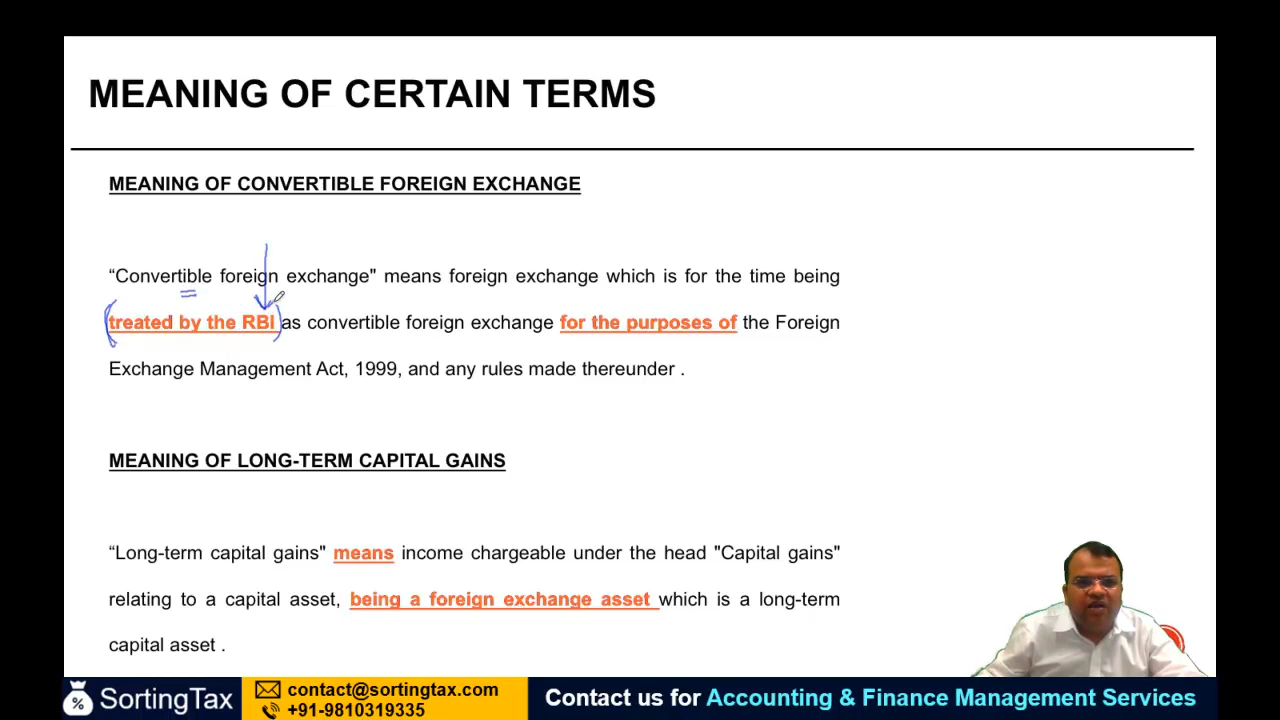 MEANING OF CERTAIN TERMS
MEANING OF CONVERTIBLE FOREIGN EXCHANGE
“Convertible foreign exchange" means foreign exchange which is for the time being
treated by the RBI as convertible foreign exchange for the purposes of the Foreign
Exchange Management Act, 1999, and any rules made thereunder .
MEANING OF LONG-TERM CAPITAL GAINS
“Long-term capital gains" means income chargeable under the head "Capital gains"
relating to a capital asset, being a foreign exchange asset which is a long-term
capital asset .
% SortingTax
contact@sortingtax.com
+91-9810319335
Contact us for Accounting & Finance Management Services